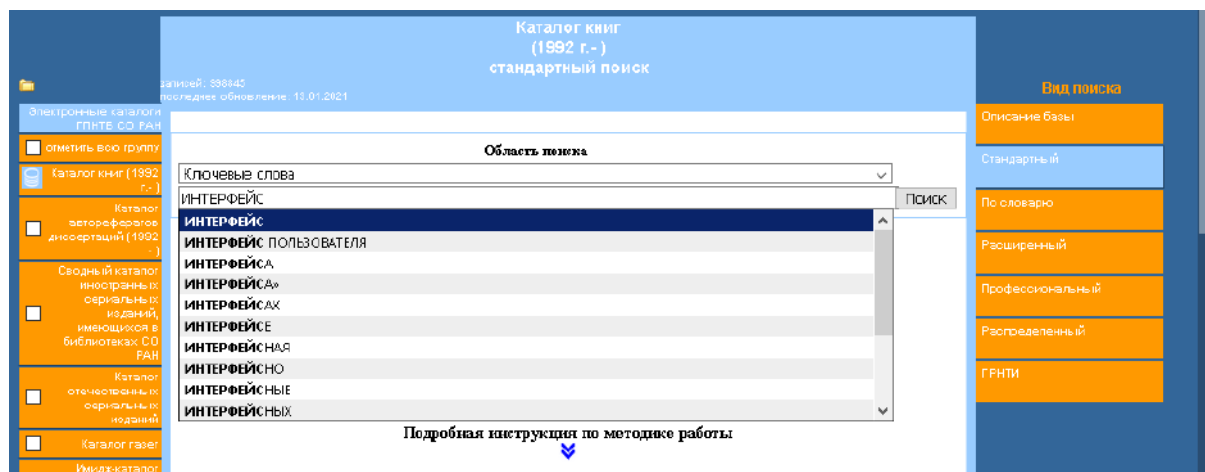 Каталог книг
(1992 г.- )
стандартный поиск
последнее обновление: 13.01.2021
Электронные каталоги
ГПНТБ СО РАН
отметить всю группу
Каталог книг (1992
г.- )
Каталог
авторефератов
диссертаций (1992
- )
Сводный каталог
иностранных
сериальных
изданий,
имеющихся в
библиотеках СО
РАН
Каталог
отечественных
сериальных
изданий
Каталог газет
Имидж-каталог
Область поиска
Ключевые слова
ИНТЕРФЕЙС
Поиск
ИНТЕРФЕЙС
ИНТЕРФЕЙС ПОЛЬЗОВАТЕЛЯ
ИНТЕРФЕЙСА
ИНТЕРФЕЙСА»
ИНТЕРФЕЙСАХ
ИНТЕРФЕЙСЕ
ИНТЕРФЕЙСНАЯ
ИНТЕРФЕЙСНО
ИНТЕРФЕЙСНЫЕ
ИНТЕРФЕЙСНЫХ
Подробная инструкция по методике работы
Вид поиска
Описание базы
Стандартный
По словарю
Расширенный
Профессиональный
Распределенный
ГРНТИ